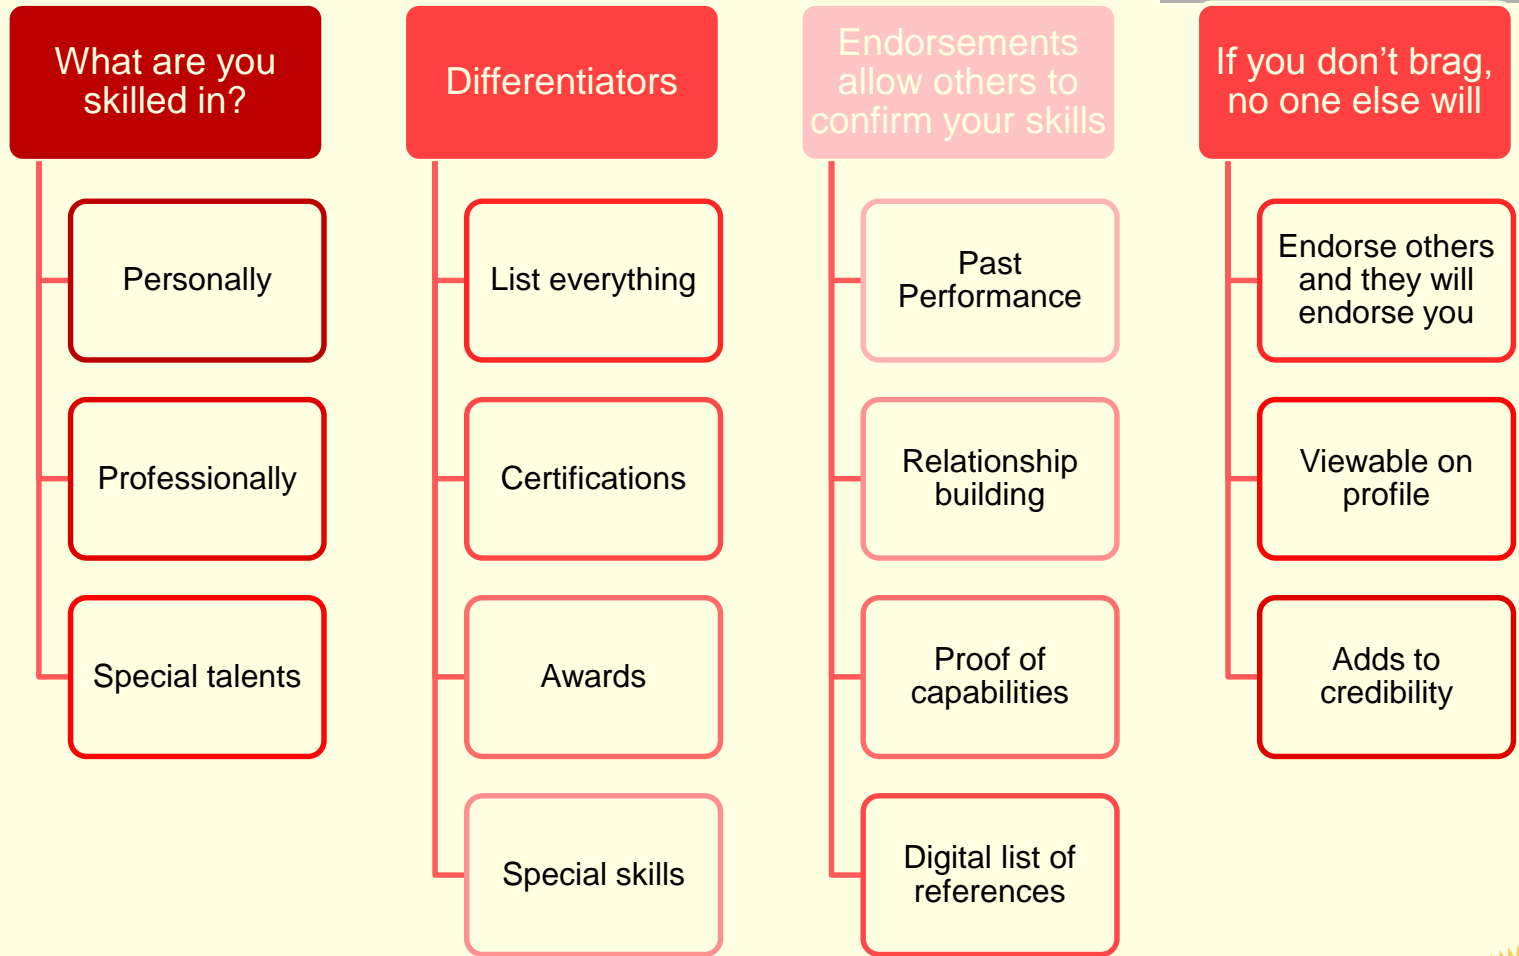 What are you
skilled in?
Personally
Professionally
Special talents
Differentiators
List everything
Certifications
Awards
Special skills
Endorsements
allow others to
confirm your skills
Past
Performance
Relationship
building
Proof of
capabilities
Digital list of
references
If you don’t brag,
no one else will
Endorse others
and they will
endorse you
Viewable on
profile
Adds to
credibility